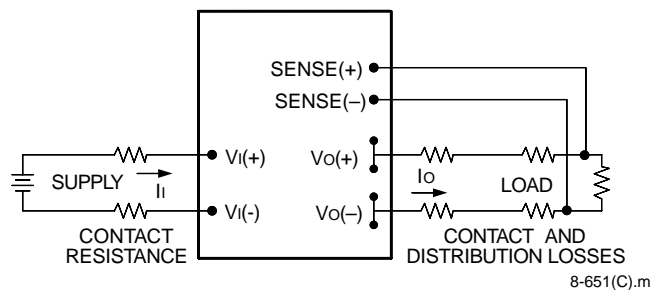 SENSE(+)
SENSE(–)
VI(+)
VO(+)
IO
SUPPLY
II
LOAD
VI(-)
VO(–)
CONTACT
RESISTANCE
CONTACT AND
DISTRIBUTION LOSSES
8-651(C).m